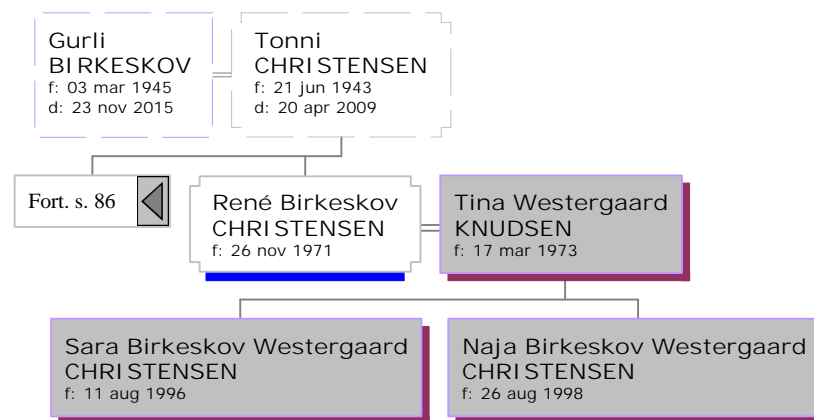 Gurli
BIRKESKOV
f: 03 mar 1945
d: 23 nov 2015
Tonni
CHRISTENSEN
f: 21 jun 1943
d: 20 apr 2009
Fort. s. 86
René Birkeskov
CHRISTENSEN
f: 26 nov 1971
Tina Westergaard
KNUDSEN
f: 17 mar 1973
Sara Birkeskov Westergaard
CHRISTENSEN
f: 11 aug 1996
Naja Birkeskov Westergaard
CHRISTENSEN
f: 26 aug 1998